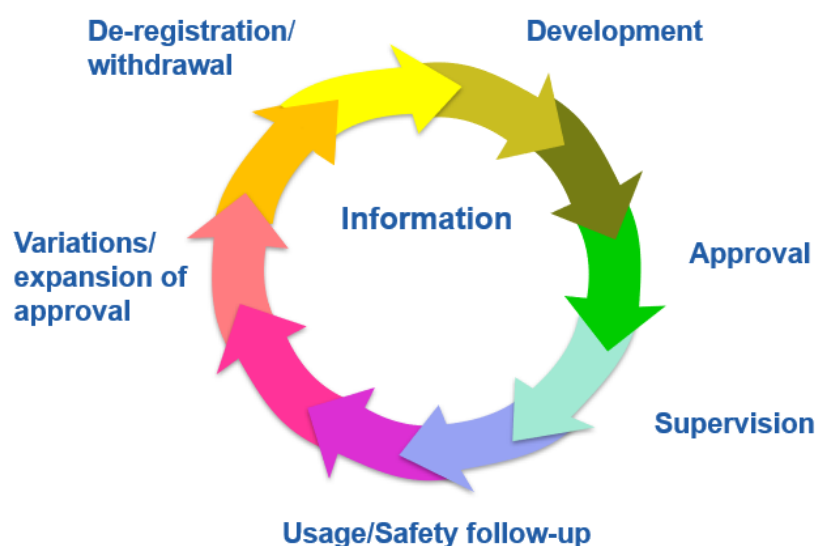 De-registration/
withdrawal
Development
Information
Variations/
expansion of
approval
Approval
Supervision
Usage/Safety follow-up